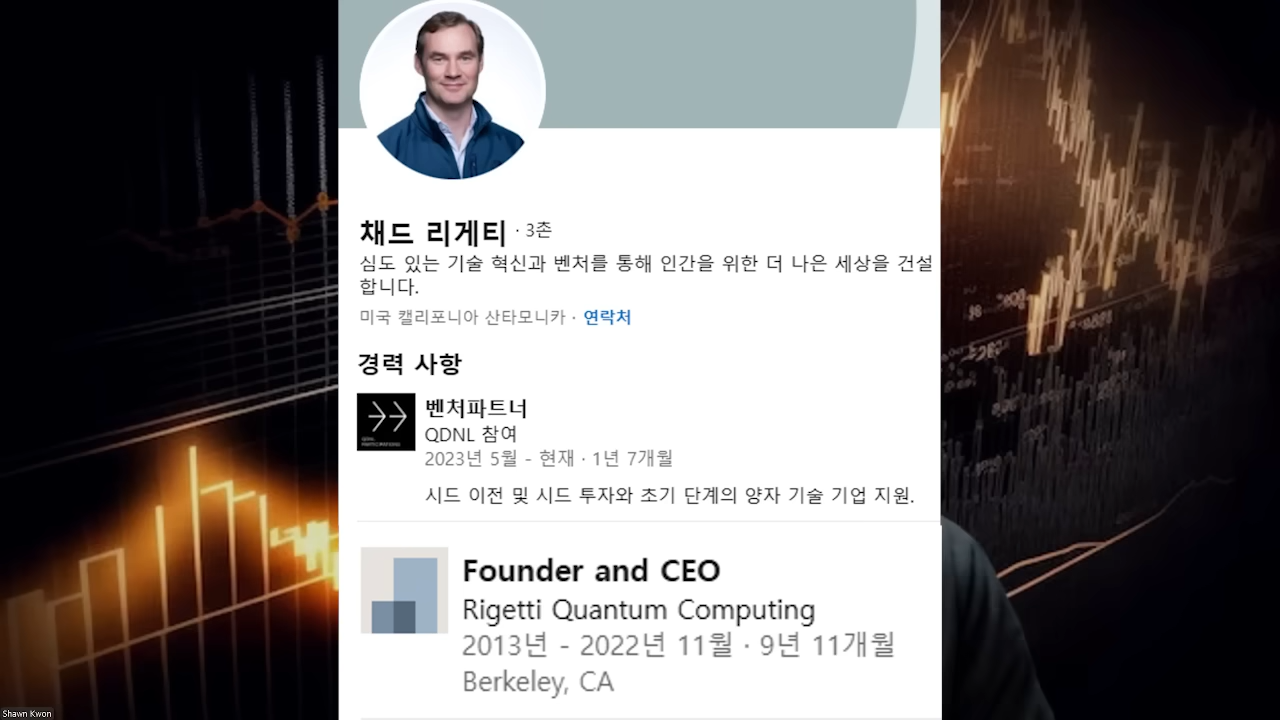 채드 리게티 · 3촌
심도 있는 기술 혁신과 벤처를 통해 인간을 위한 더 나은 세상을 건설
합니다.
미국 캘리포니아 산타모니카 · 연락처
경력 사항
벤처파트너
QDNL 참여
2023년 5월 - 현재 · 1년 7개월
시드 이전 및 시드 투자와 초기 단계의 양자 기술 기업 지원.
Founder and CEO
Rigetti Quantum Computing
2013년 - 2022년 11월 · 9년 11개월
Berkeley, CA
Shawn Kwon